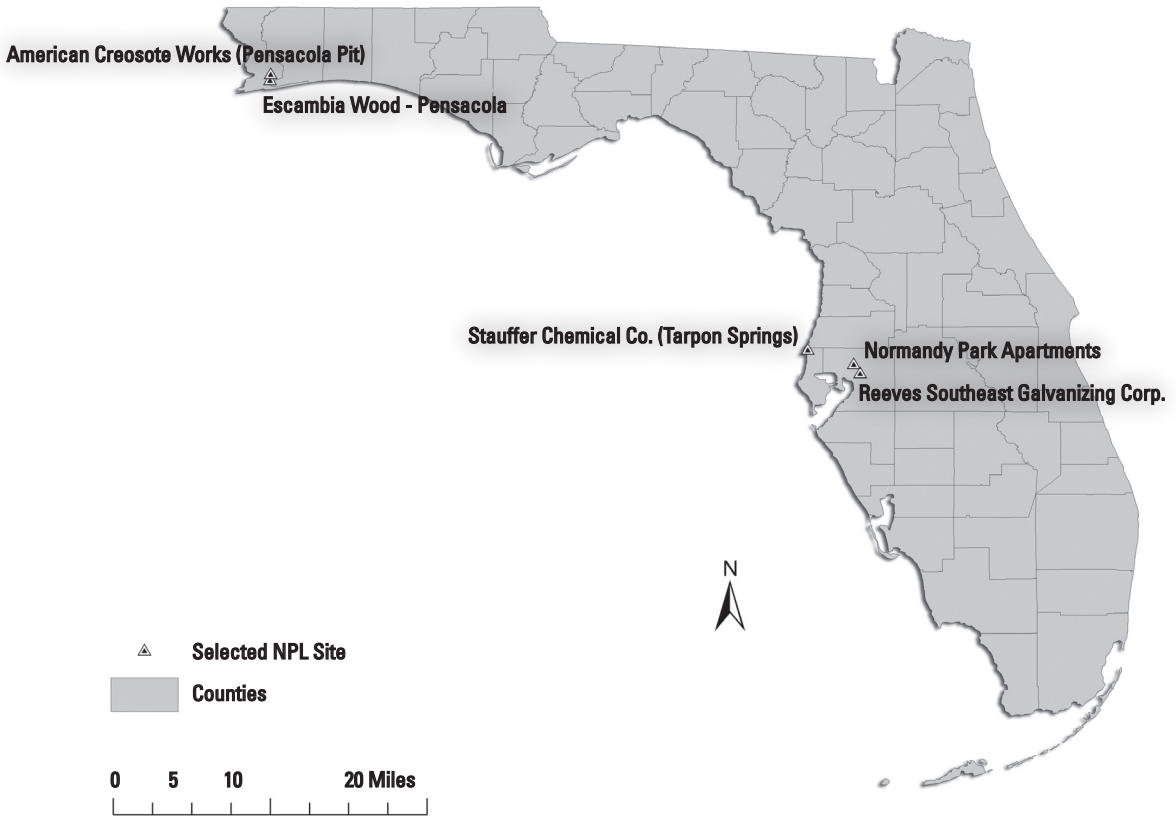 American Creosote Works (Pensacola Pit)
Escambia Wood - Pensacola
Stauffer Chemical Co. (Tarpon Springs)
Normandy Park Apartments
Reeves Southeast Galvanizing Corp.
N
Selected NPL Site
Counties
0 5 10 20 Miles